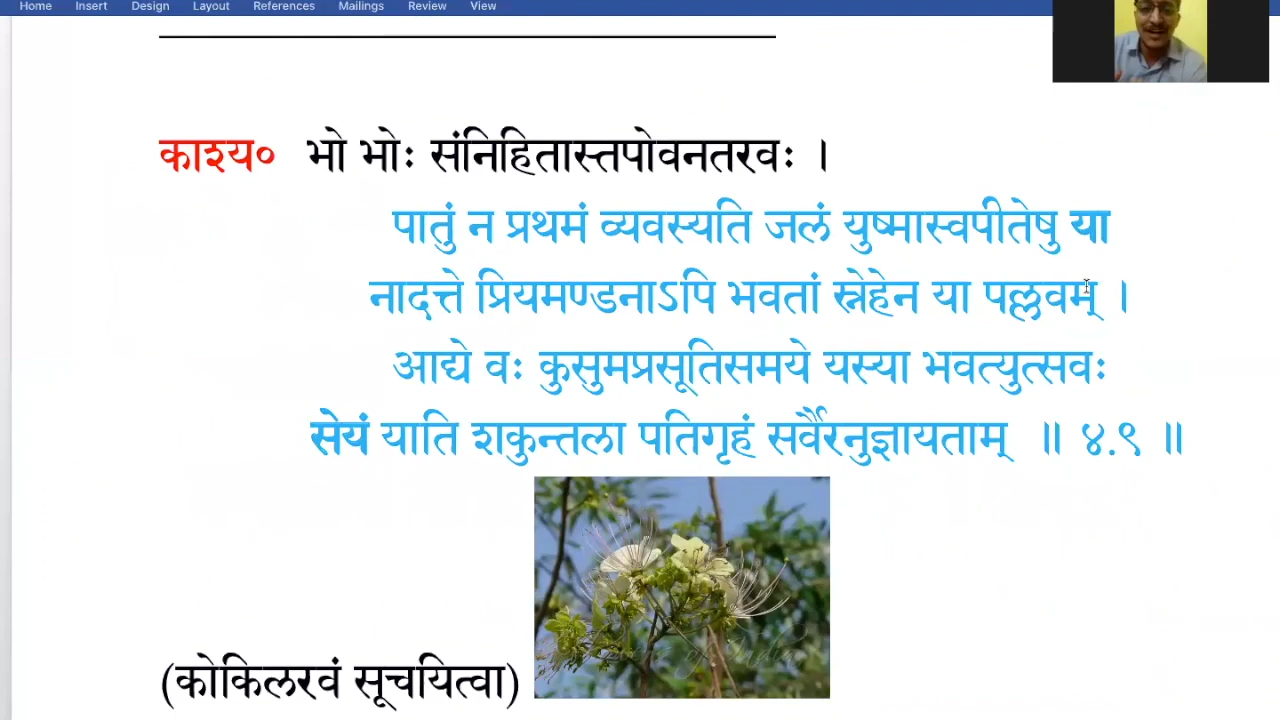 Home Insert Design Layout References Mailings Review View
काश्य० भो भोः संनिहितास्तपोवनतरवः ।
पातुं न प्रथमं व्यवस्यति जलं युष्मास्वपीतेषु या
नादत्ते प्रियमण्डनाऽपि भवतां स्नेहेन या पल्लवम् ।
आद्ये वः कुसुमप्रसूतिसमये यस्या भवत्युत्सवः
सेयं याति शकुन्तला पतिगृहं सर्वैरनुज्ञायताम् ॥ ४.९ ॥
(कोकिलरवं सूचयित्वा)